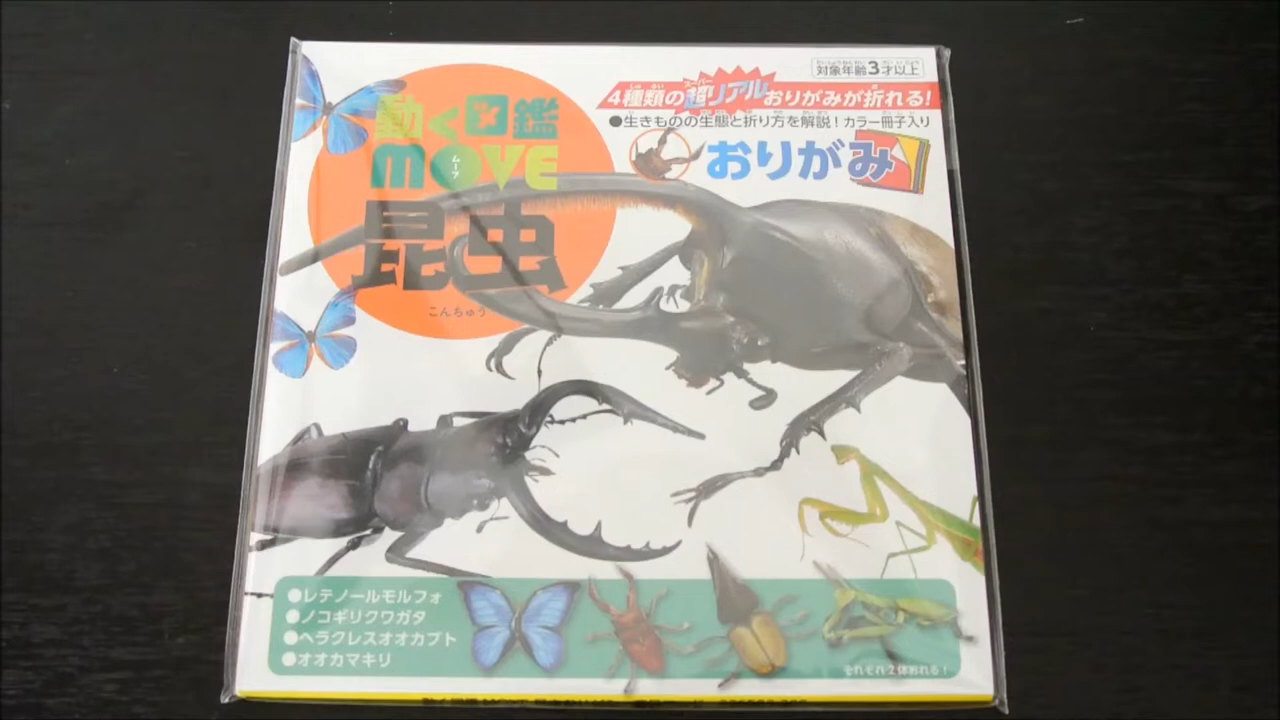 対象年齢3才以上
4種類の超リアルおりがみが折れる!
スーパー
●生きものの生態と折り方を解説!カラー冊子入り
おりがみ
動く図鑑
MOVE
ムーブ
昆虫
こんちゅう
●レテノールモルフォ
●ノコギリクワガタ
●ヘラクレスオオカブト
●オオカマキリ
それぞれ2体折れる!